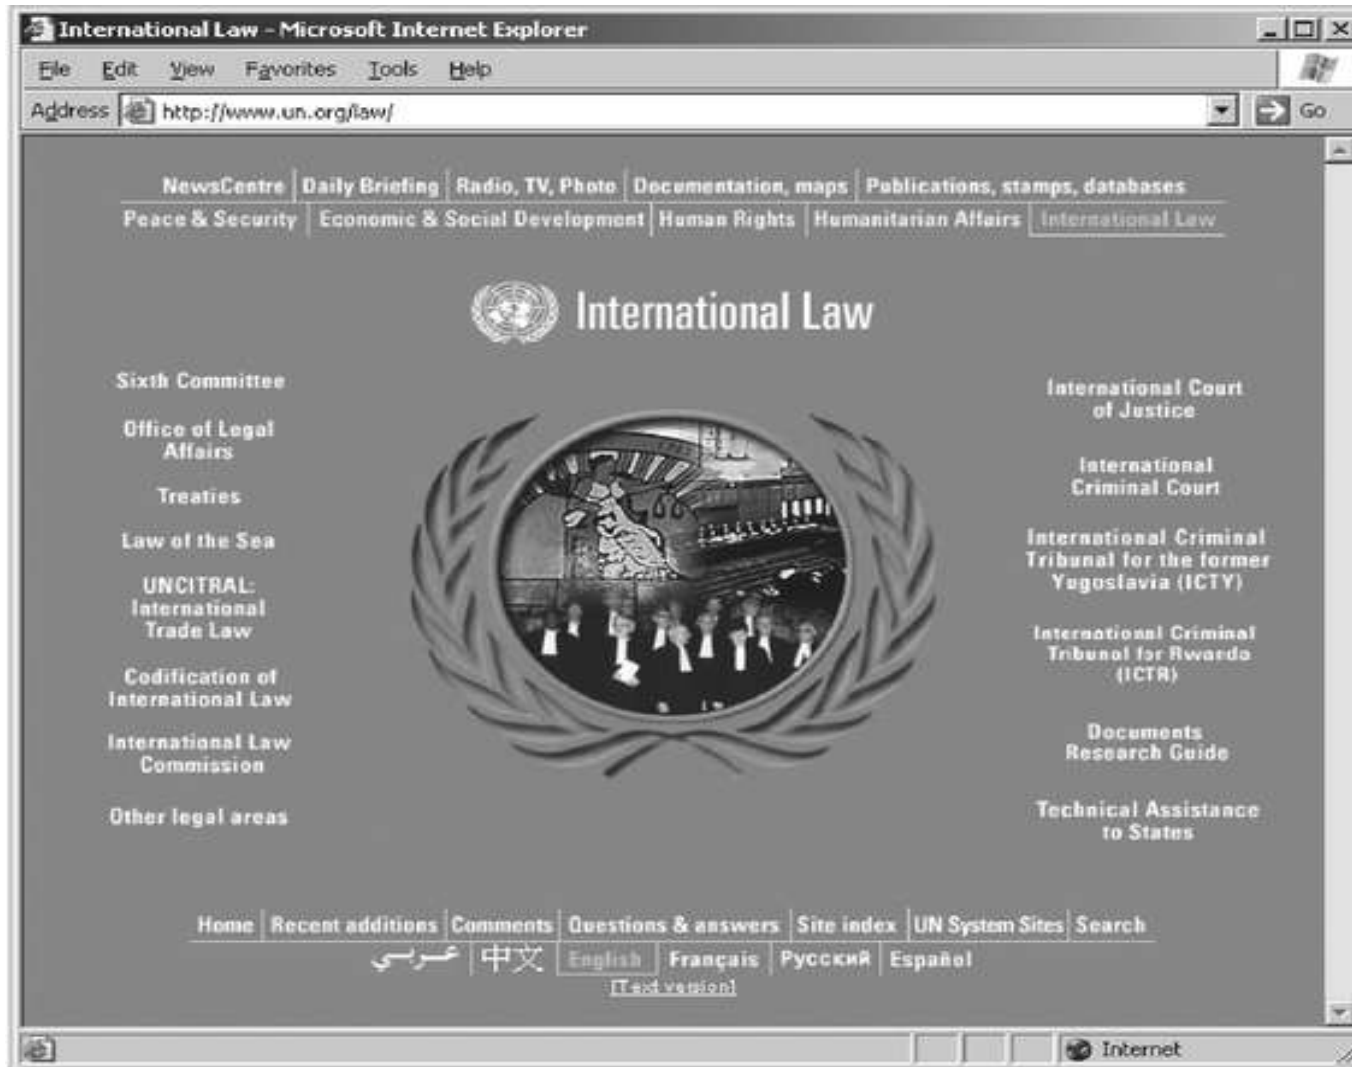 International Law - Microsoft Internet Explorer
File Edit View Favorites Tools Help
Address http://www.un.org/law/ Go
NewsCentre Daily Briefing Radio, TV, Photo Documentation, maps Publications, stamps, databases
Peace & Security Economic & Social Development Human Rights Humanitarian Affairs International Law
International Law
Sixth Committee
Office of Legal
Affairs
Treaties
Law of the Sea
UNCITRAL:
International
Trade Law
Codification of
International Law
International Law
Commission
Other legal areas
International Court
of Justice
International
Criminal Court
International Criminal
Tribunal for the former
Yugoslavia (ICTY)
International Criminal
Tribunal for Rwanda
(ICTR)
Documents
Research Guide
Technical Assistance
to States
Home Recent additions Comments Questions & answers Site index UN System Sites Search
عربي 中文 English Français Русский Español
[Text version]
Internet